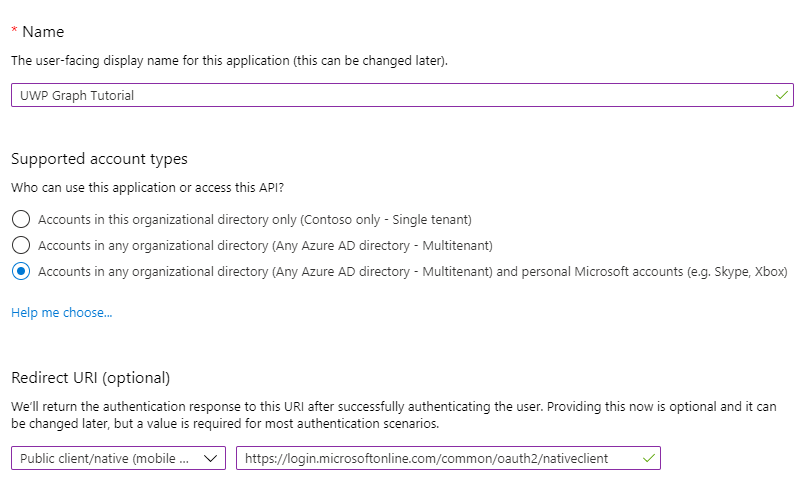 * Name
The user-facing display name for this application (this can be changed later).
UWP Graph Tutorial
Supported account types
Who can use this application or access this API?
Accounts in this organizational directory only (Contoso only - Single tenant)
Accounts in any organizational directory (Any Azure AD directory - Multitenant)
Accounts in any organizational directory (Any Azure AD directory - Multitenant) and personal Microsoft accounts (e.g. Skype, Xbox)
Help me choose...
Redirect URI (optional)
We'll return the authentication response to this URI after successfully authenticating the user. Providing this now is optional and it can
be changed later, but a value is required for most authentication scenarios.
Public client/native (mobile ...
https://login.microsoftonline.com/common/oauth2/nativeclient